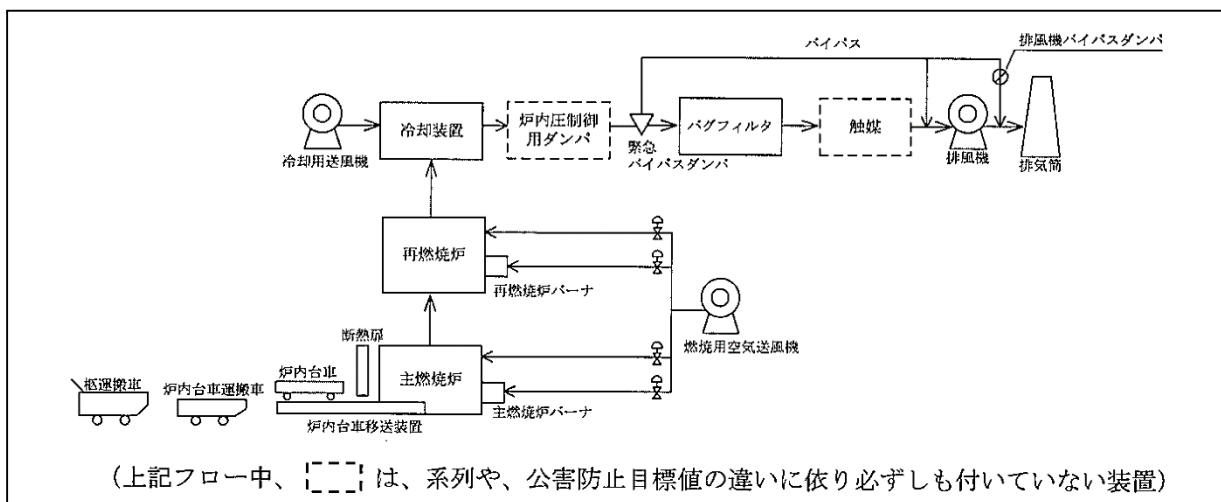 バイパス
排風機バイパスダンパ
冷却用送風機
冷却装置
炉内圧制御
用ダンパ
緊急
バイパスダンパ
バグフィルタ
触媒
排風機
排気筒
再燃焼炉
再燃焼炉バーナ
燃焼用空気送風機
断熱扉
炉内台車
主燃焼炉
主燃焼炉バーナ
柩運搬車
炉内台車運搬車
炉内台車移送装置
(上記フロー中、 は、系列や、公害防止目標値の違いに依り必ずしも付いていない装置)